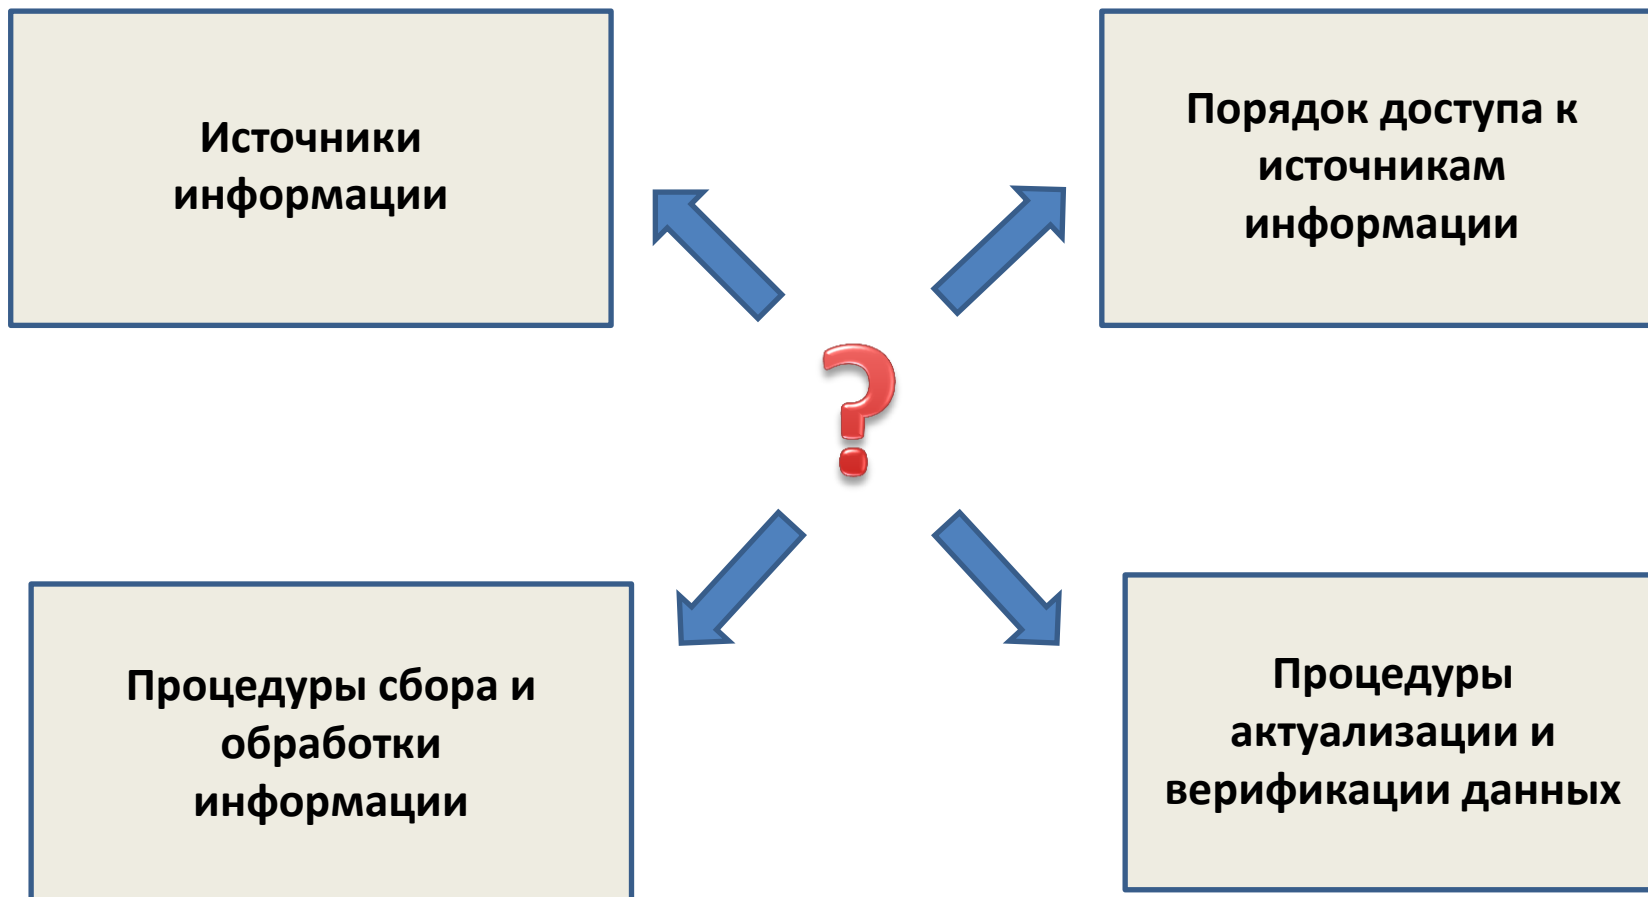 Источники
информации
Порядок доступа к
источникам
информации
?
Процедуры сбора и
обработки
информации
Процедуры
актуализации и
верификации данных